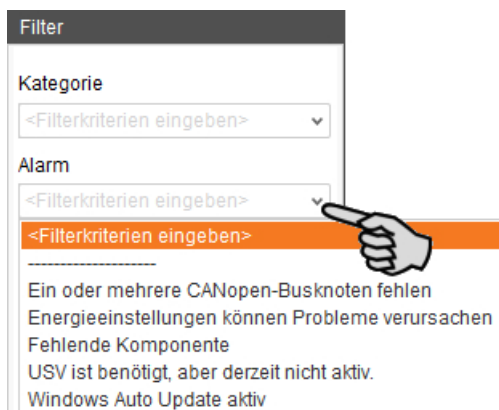 Filter
Kategorie
<Filterkriterien eingeben>
Alarm
<Filterkriterien eingeben>
<Filterkriterien eingeben>
--------------------
Ein oder mehrere CANopen-Busknoten fehlen
Energieeinstellungen können Probleme verursachen
Fehlende Komponente
USV ist benötigt, aber derzeit nicht aktiv.
Windows Auto Update aktiv